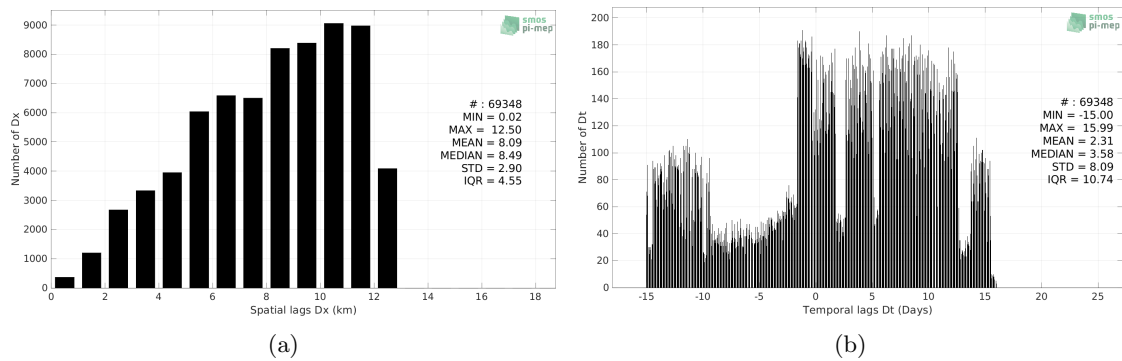 9000
8000
7000
6000
5000
4000
3000
2000
1000
0
Number of Dx
0 2 4 6 8 10 12 14 16 18
Spatial lags Dx (km)
smos
pi-mep
# : 69348
MIN = 0.02
MAX = 12.50
MEAN = 8.09
MEDIAN = 8.49
STD = 2.90
IQR = 4.55
(a)
200
180
160
140
120
100
80
60
40
20
0
Number of Dt
-15 -10 -5 0 5 10 15 20 25
Temporal lags Dt (Days)
smos
pi-mep
# : 69348
MIN = -15.00
MAX = 15.99
MEAN = 2.31
MEDIAN = 3.58
STD = 8.09
IQR = 10.74
(b)